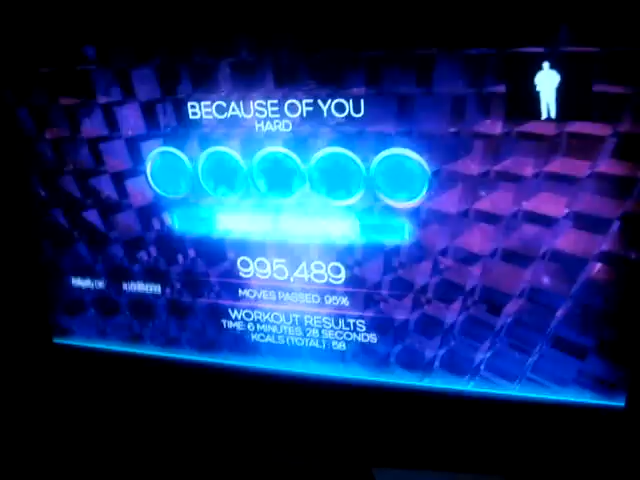 BECAUSE OF YOU
HARD
995,489
MOVES PASSED: 95%
WORKOUT RESULTS
TIME: 6 MINUTES, 28 SECONDS
KCALS (TOTAL): 58